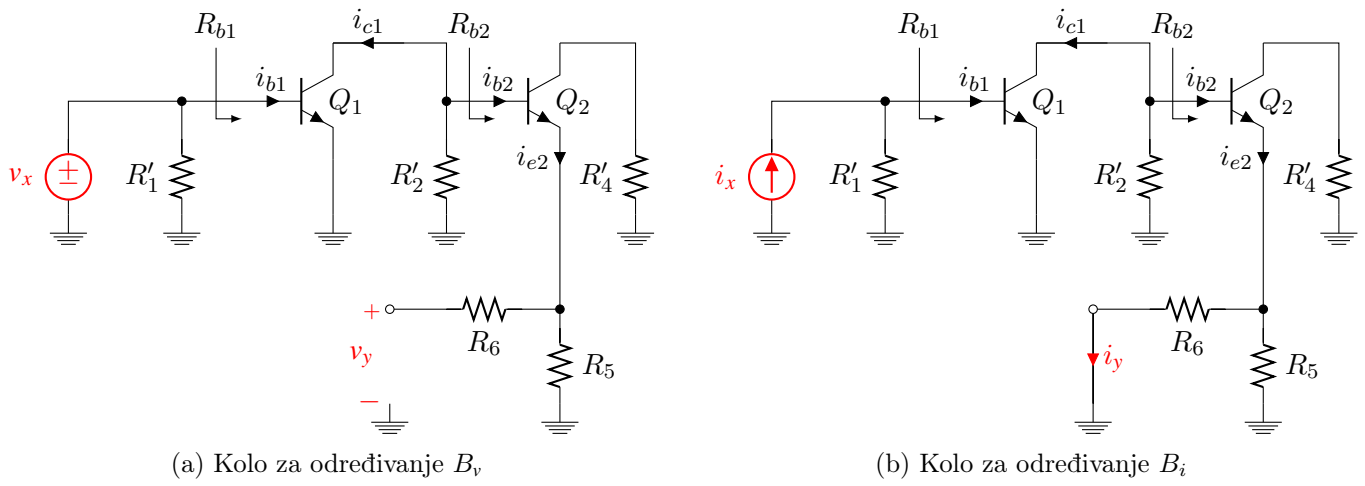 R_{b1} i_{c1} R_{b2}
i_{b1} Q_1 i_{b2} Q_2
v_x ± R'_1 R'_2 i_{e2} R'_4
+
v_y R_6 R_5
−
(a) Kolo za određivanje B_v
R_{b1} i_{c1} R_{b2}
i_{b1} Q_1 i_{b2} Q_2
i_x R'_1 R'_2 i_{e2} R'_4
i_y R_6 R_5
(b) Kolo za određivanje B_i